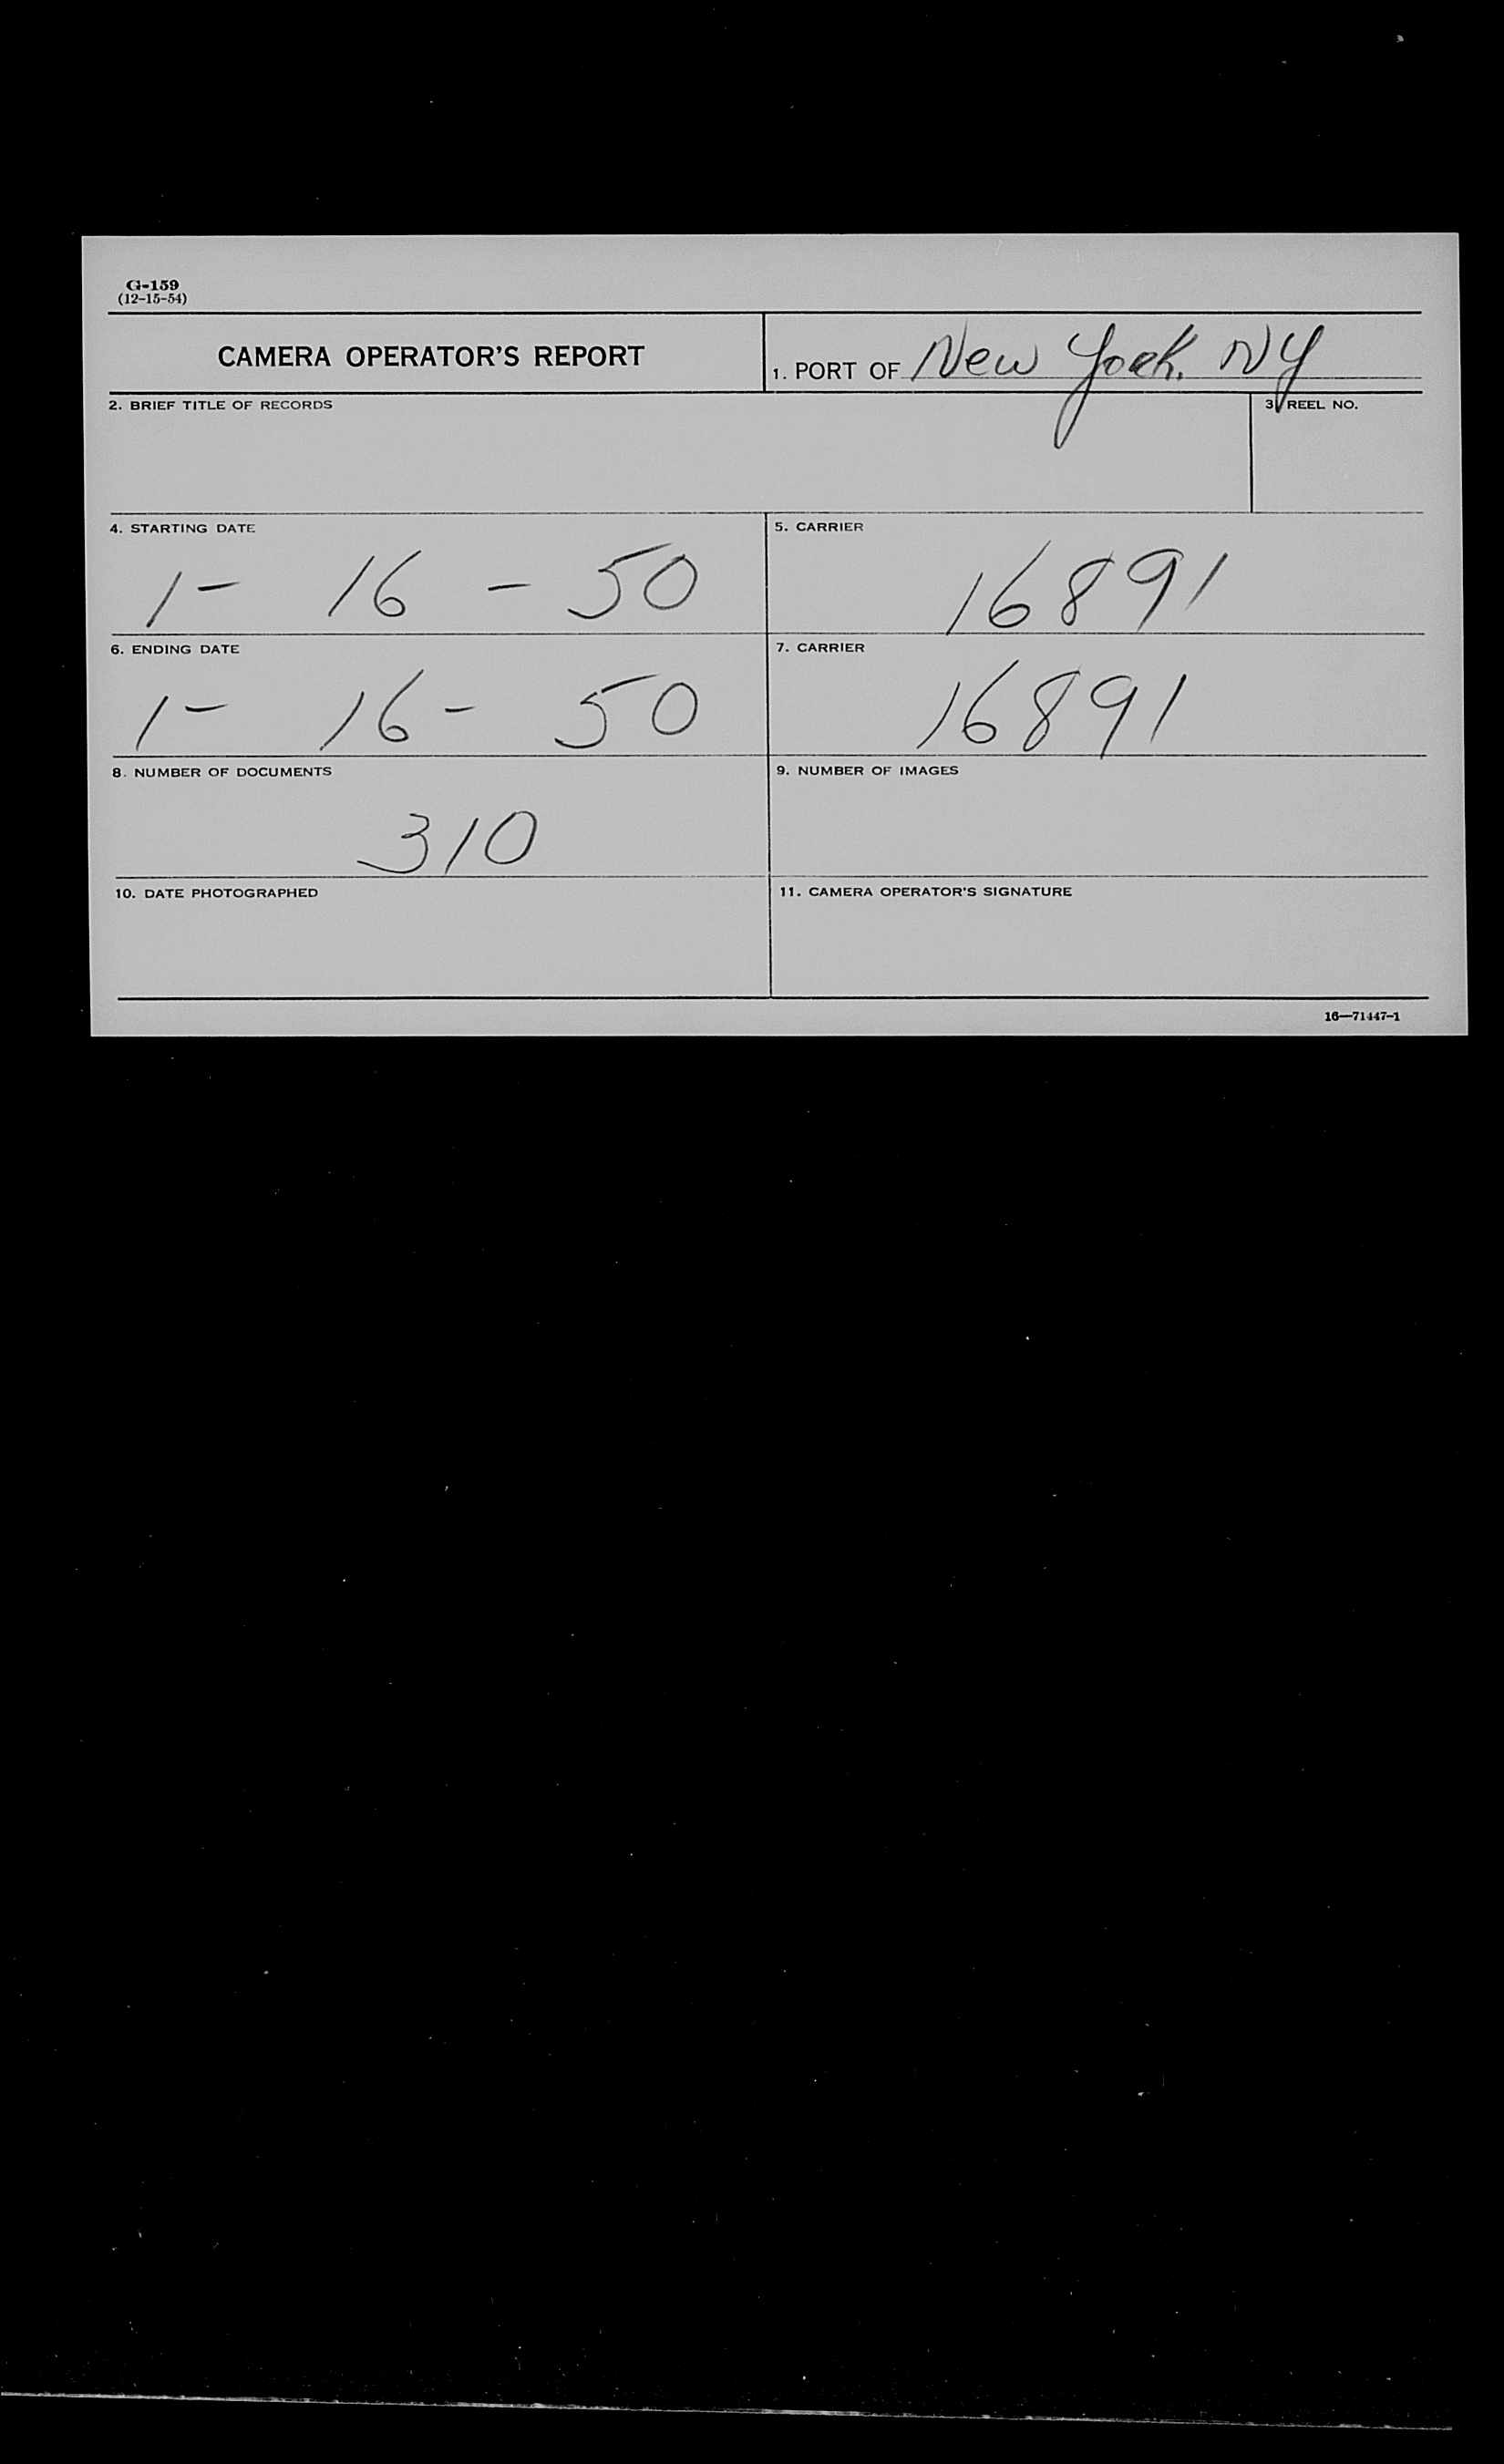 G-159
(12-15-54)
CAMERA OPERATOR'S REPORT
1. PORT OF New York, NY
2. BRIEF TITLE OF RECORDS
3. REEL NO.
4. STARTING DATE
1- 16 - 50
5. CARRIER
16891
6. ENDING DATE
1- 16- 50
7. CARRIER
16891
8. NUMBER OF DOCUMENTS
310
9. NUMBER OF IMAGES
10. DATE PHOTOGRAPHED
11. CAMERA OPERATOR'S SIGNATURE
16—71447-1